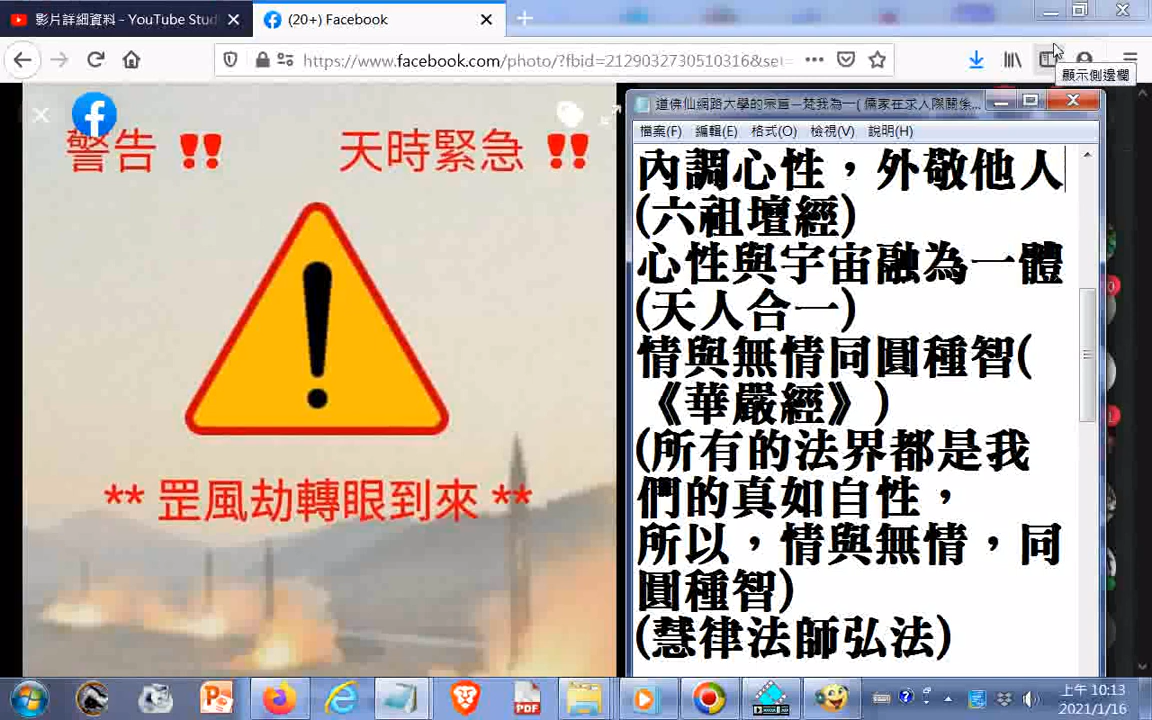 影片詳細資料 - YouTube Stud
(20+) Facebook
https://www.facebook.com/photo/?fbid=2129032730510316&set=
顯示側邊欄
警告 !! 天時緊急 !!
** 罡風劫轉眼到來 **
道佛仙網路大學的宗旨—梵我為一( 儒家在求人際關係...
檔案(F) 編輯(E) 格式(O) 檢視(V) 說明(H)
內調心性，外敬他人
(六祖壇經)
心性與宇宙融為一體
(天人合一)
情與無情同圓種智(
《華嚴經》)
(所有的法界都是我
們的真如自性，
所以，情與無情，同
圓種智)
(慧律法師弘法)
上午 10:13
2021/1/16